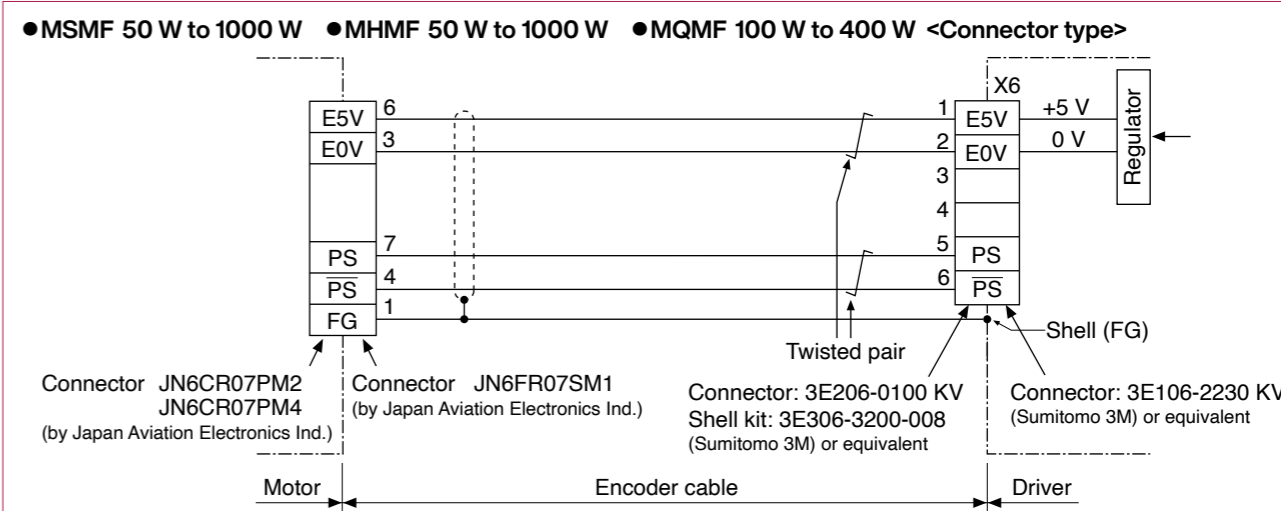 ●MSMF 50 W to 1000 W ●MHMF 50 W to 1000 W ●MQMF 100 W to 400 W <Connector type>
X6
E5V 6 1 E5V +5 V
E0V 3 2 E0V 0 V
Regulator
3
4
PS 7 5 PS
P̅S̅ 4 6 P̅S̅
FG 1
Shell (FG)
Twisted pair
Connector JN6CR07PM2
JN6CR07PM4
(by Japan Aviation Electronics Ind.)
Connector JN6FR07SM1
(by Japan Aviation Electronics Ind.)
Connector: 3E206-0100 KV
Shell kit: 3E306-3200-008
(Sumitomo 3M) or equivalent
Connector: 3E106-2230 KV
(Sumitomo 3M) or equivalent
Motor Encoder cable Driver